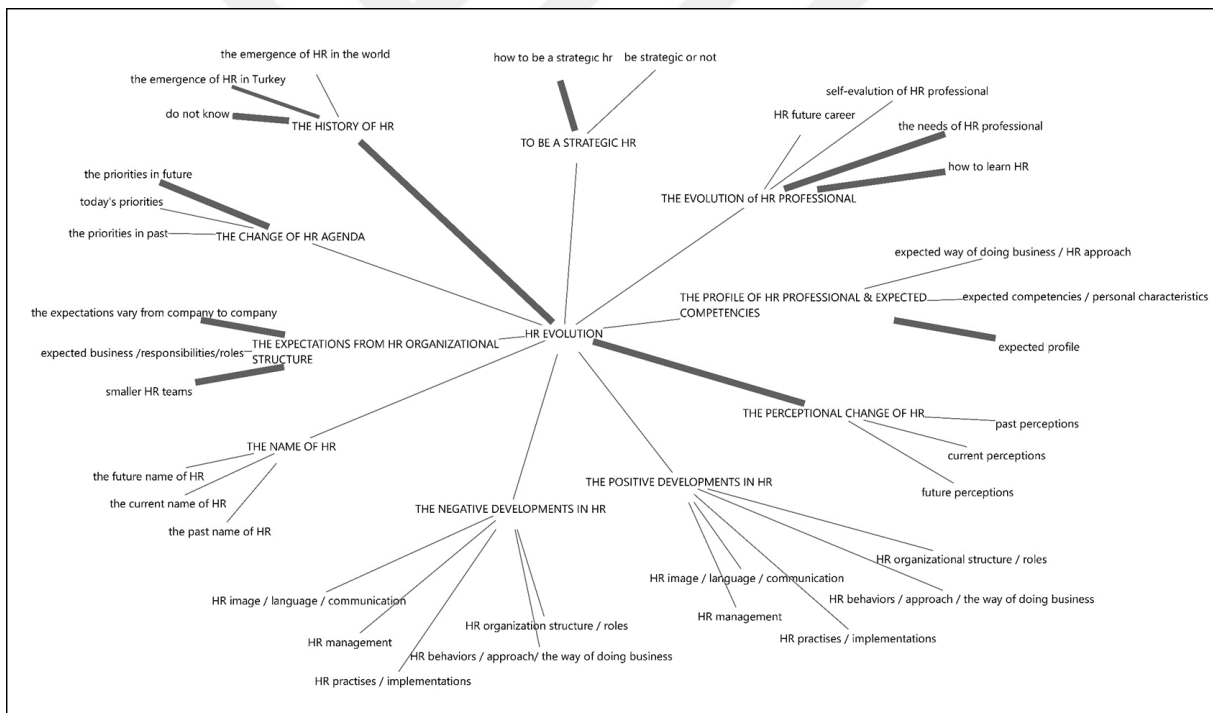 the emergence of HR in the world
the emergence of HR in Turkey
do not know
THE HISTORY OF HR
how to be a strategic hr
be strategic or not
TO BE A STRATEGIC HR
self-evalution of HR professional
HR future career
the needs of HR professional
how to learn HR
THE EVOLUTION of HR PROFESSIONAL
the priorities in future
today's priorities
the priorities in past
THE CHANGE OF HR AGENDA
expected way of doing business / HR approach
THE PROFILE OF HR PROFESSIONAL & EXPECTED
COMPETENCIES
expected competencies / personal characteristics
expected profile
the expectations vary from company to company
expected business /responsibilities/roles
smaller HR teams
THE EXPECTATIONS FROM HR ORGANIZATIONAL
STRUCTURE
HR EVOLUTION
THE PERCEPTIONAL CHANGE OF HR
past perceptions
current perceptions
future perceptions
THE NAME OF HR
the future name of HR
the current name of HR
the past name of HR
THE NEGATIVE DEVELOPMENTS IN HR
HR image / language / communication
HR management
HR practises / implementations
HR organization structure / roles
HR behaviors / approach/ the way of doing business
THE POSITIVE DEVELOPMENTS IN HR
HR organizational structure / roles
HR image / language / communication
HR behaviors / approach / the way of doing business
HR management
HR practises / implementations